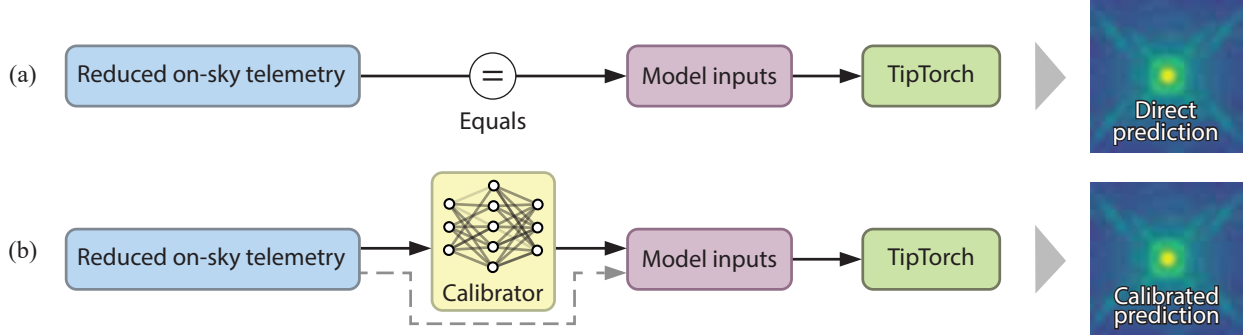 (a)
Reduced on-sky telemetry
=
Equals
Model inputs
TipTorch
Direct
prediction
(b)
Reduced on-sky telemetry
Calibrator
Model inputs
TipTorch
Calibrated
prediction